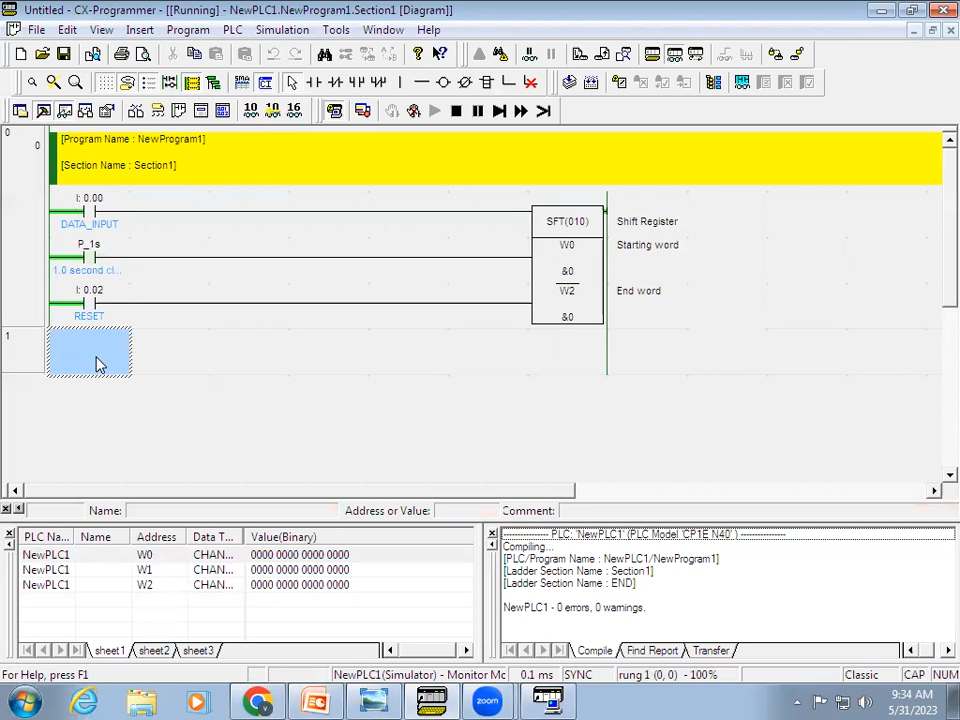 Untitled - CX-Programmer - [[Running] - NewPLC1.NewProgram1.Section1 [Diagram]]
File Edit View Insert Program PLC Simulation Tools Window Help
10 10 16
0
0
[Program Name : NewProgram1]
[Section Name : Section1]
I: 0.00
DATA_INPUT
SFT(010) Shift Register
P_1s
W0 Starting word
1.0 second cl...
&0
I: 0.02
W2 End word
RESET
&0
1
Name: Address or Value: Comment:
PLC Na... Name Address Data T... Value(Binary)
NewPLC1 W0 CHAN... 0000 0000 0000 0000
NewPLC1 W1 CHAN... 0000 0000 0000 0000
NewPLC1 W2 CHAN... 0000 0000 0000 0000
sheet1 sheet2 sheet3
PLC: 'NewPLC1' (PLC Model 'CP1E N40')
Compiling...
[PLC/Program Name : NewPLC1/NewProgram1]
[Ladder Section Name : Section1]
[Ladder Section Name : END]
NewPLC1 - 0 errors, 0 warnings.
Compile Find Report Transfer
For Help, press F1 NewPLC1(Simulator) - Monitor Mc 0.1 ms SYNC rung 1 (0, 0) - 100% Classic CAP NUM
zoom
9:34 AM
5/31/2023